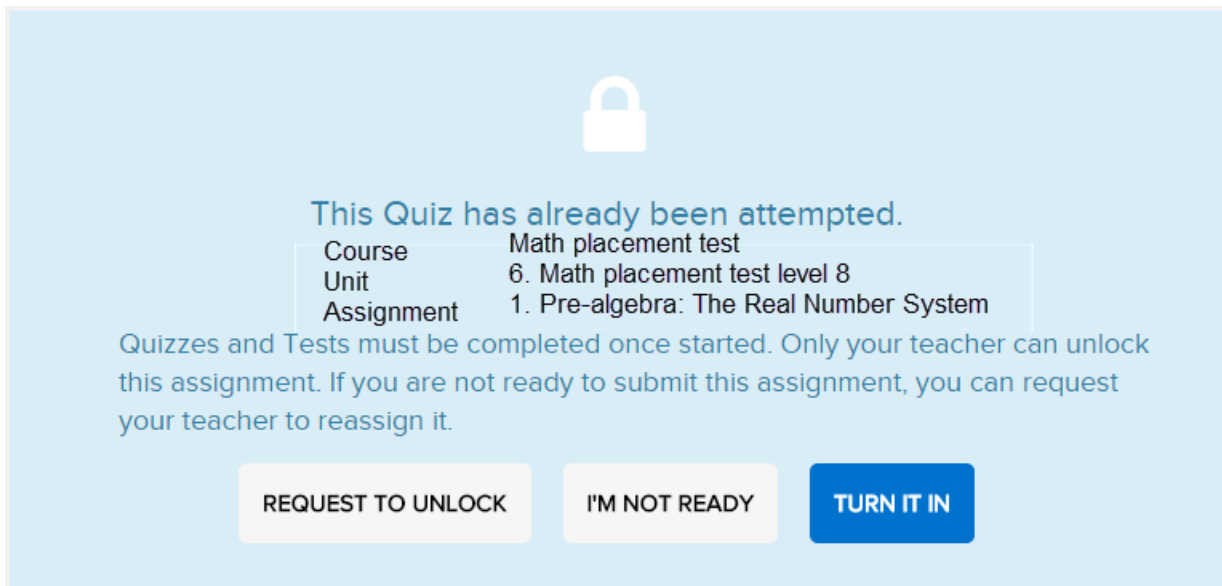 This Quiz has already been attempted.
Course Math placement test
Unit 6. Math placement test level 8
Assignment 1. Pre-algebra: The Real Number System
Quizzes and Tests must be completed once started. Only your teacher can unlock
this assignment. If you are not ready to submit this assignment, you can request
your teacher to reassign it.
REQUEST TO UNLOCK I'M NOT READY TURN IT IN